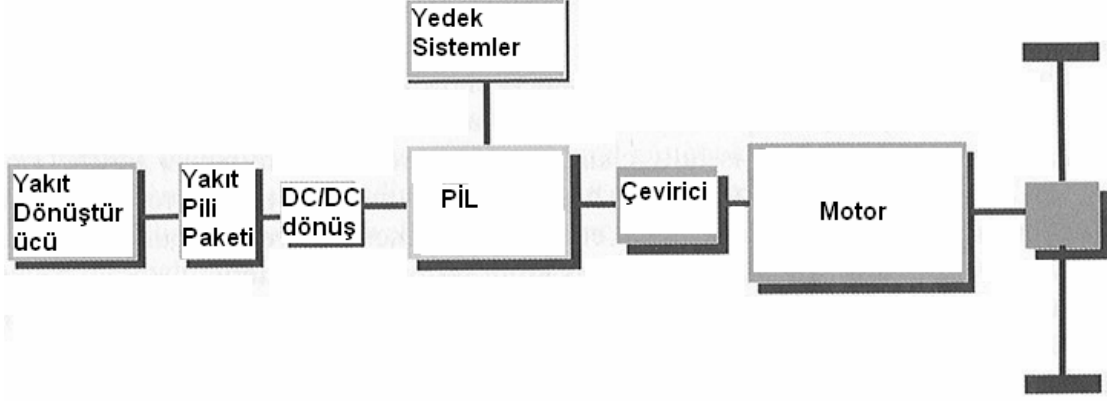 Yedek
Sistemler
Yakıt
Dönüştür
ücü
Yakıt
Pili
Paketi
DC/DC
dönüş
PİL
Çevirici
Motor